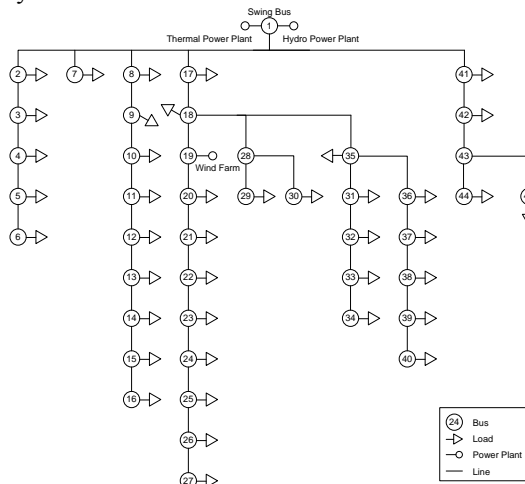 Swing Bus
1
Thermal Power Plant Hydro Power Plant
2 7 8 17 41
3 9 18 42
4 10 19 28 35 43
Wind Farm
5 11 20 29 30 31 36 44
6 12 21 32 37
13 22 33 38
14 23 34 39
15 24 40
16 25
26
27
24 Bus
Load
Power Plant
Line